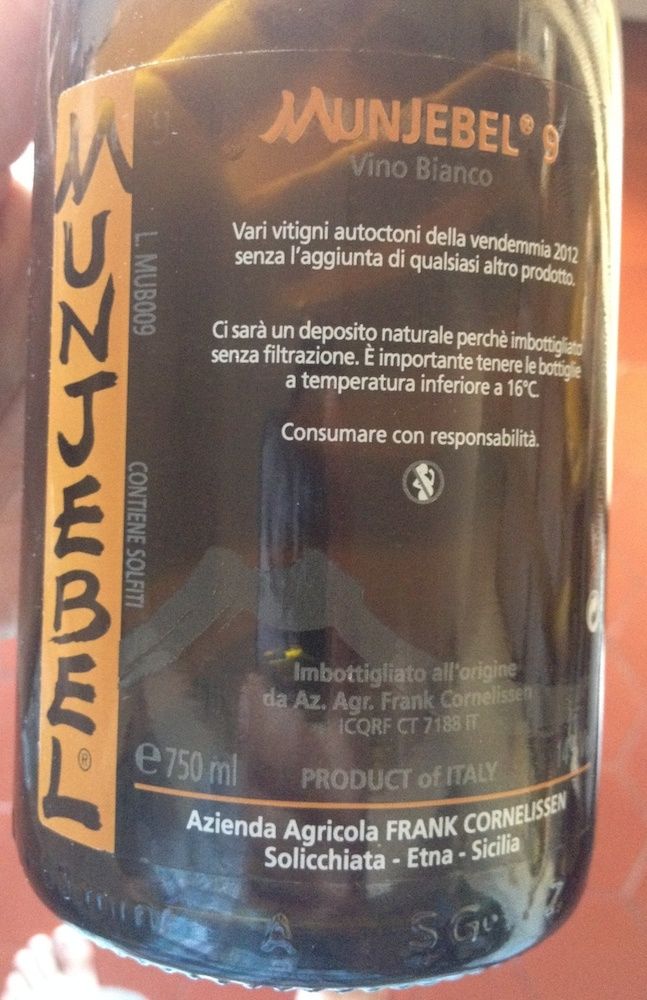 MUNJEBEL®
L. MUB009
CONTIENE SOLFITI
MUNJEBEL® 9
Vino Bianco
Vari vitigni autoctoni della vendemmia 2012
senza l'aggiunta di qualsiasi altro prodotto.
Ci sarà un deposito naturale perchè imbottigliato
senza filtrazione. È importante tenere le bottiglie
a temperatura inferiore a 16°C
Consumare con responsabilità.
Imbottigliato all'origine
da Az. Agr. Frank Cornelissen
ICQRF CT 7188 IT
e 750 ml
PRODUCT of ITALY
Azienda Agricola FRANK CORNELISSEN
Solicchiata - Etna - Sicilia